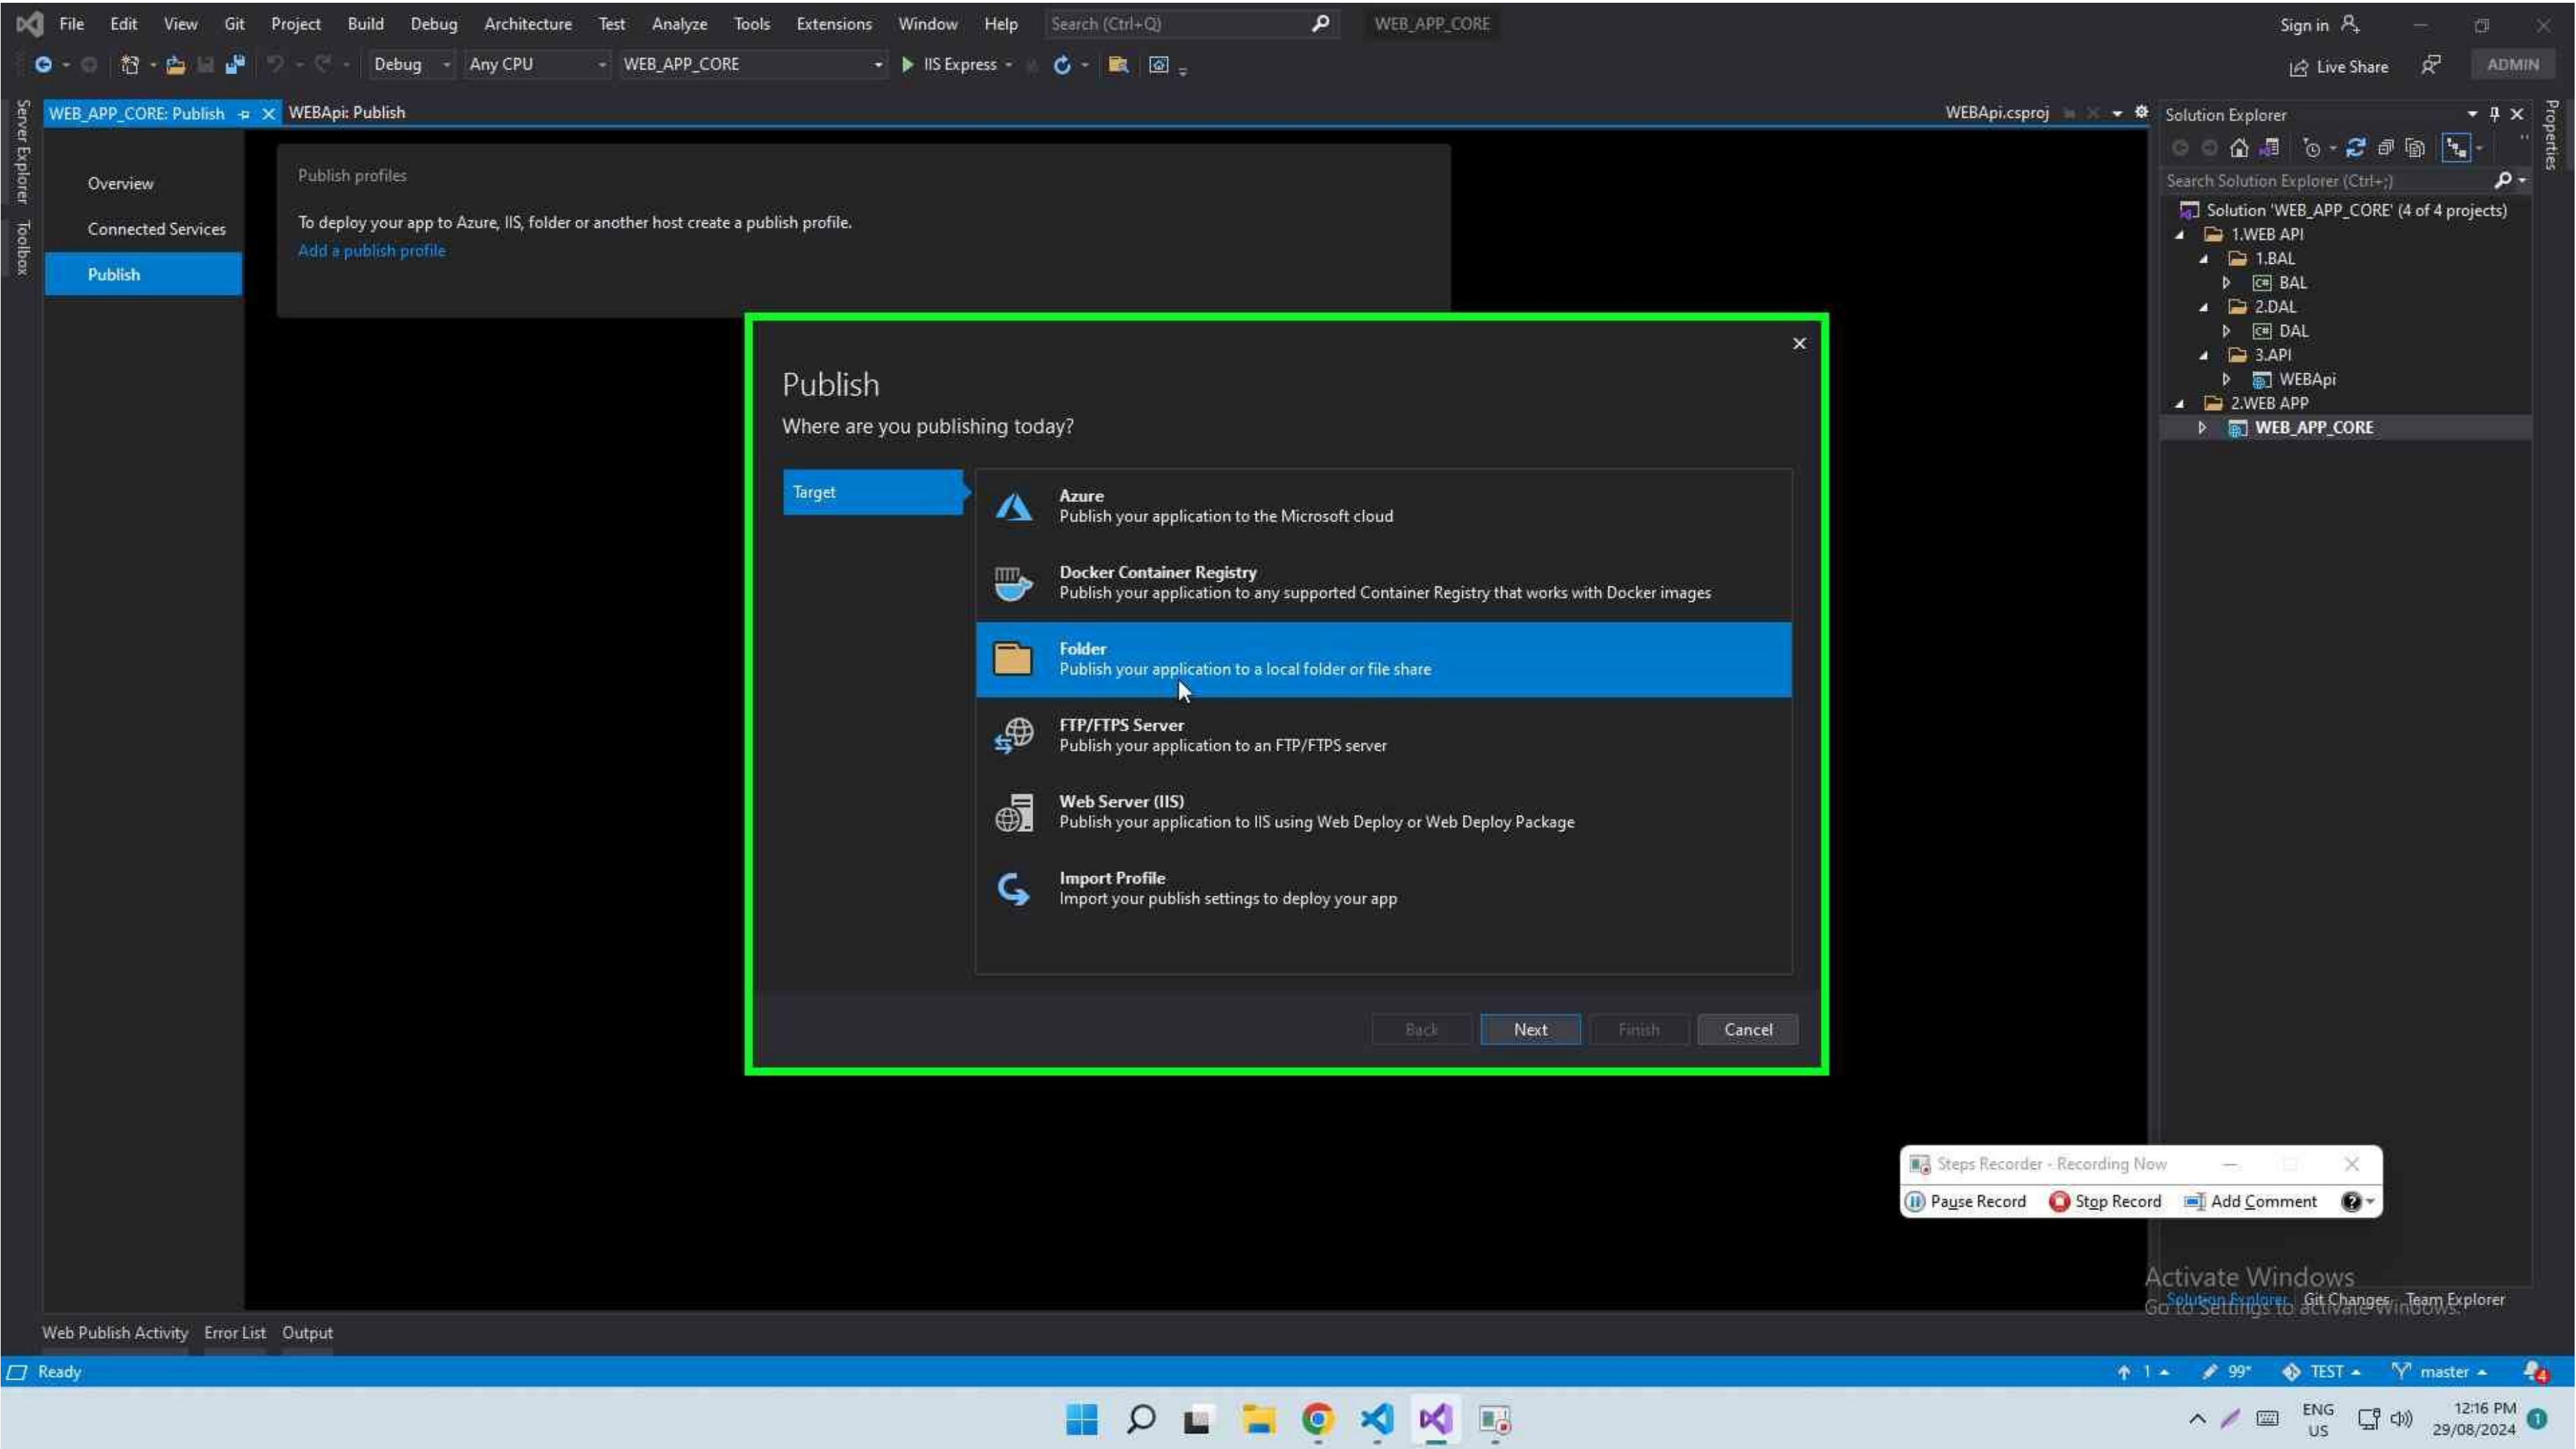 File Edit View Git Project Build Debug Architecture Test Analyze Tools Extensions Window Help Search (Ctrl+Q) WEB_APP_CORE Sign in
Debug Any CPU WEB_APP_CORE IIS Express Live Share ADMIN
Server Explorer
Toolbox
WEB_APP_CORE: Publish WEBApi: Publish WEBApi.csproj
Overview
Connected Services
Publish
Publish profiles
To deploy your app to Azure, IIS, folder or another host create a publish profile.
Add a publish profile
Publish
Where are you publishing today?
Target
Azure
Publish your application to the Microsoft cloud
Docker Container Registry
Publish your application to any supported Container Registry that works with Docker images
Folder
Publish your application to a local folder or file share
FTP/FTPS Server
Publish your application to an FTP/FTPS server
Web Server (IIS)
Publish your application to IIS using Web Deploy or Web Deploy Package
Import Profile
Import your publish settings to deploy your app
Back Next Finish Cancel
Solution Explorer
Search Solution Explorer (Ctrl+;)
Solution 'WEB_APP_CORE' (4 of 4 projects)
1.WEB API
1.BAL
C# BAL
2.DAL
C# DAL
3.API
WEBApi
2.WEB APP
WEB_APP_CORE
Properties
Steps Recorder - Recording Now
Pause Record Stop Record Add Comment
Activate Windows
Go to Settings to activate Windows.
Solution Explorer Git Changes Team Explorer
Web Publish Activity Error List Output
Ready 1 99+ TEST master 4
ENG
US
12:16 PM
29/08/2024
1